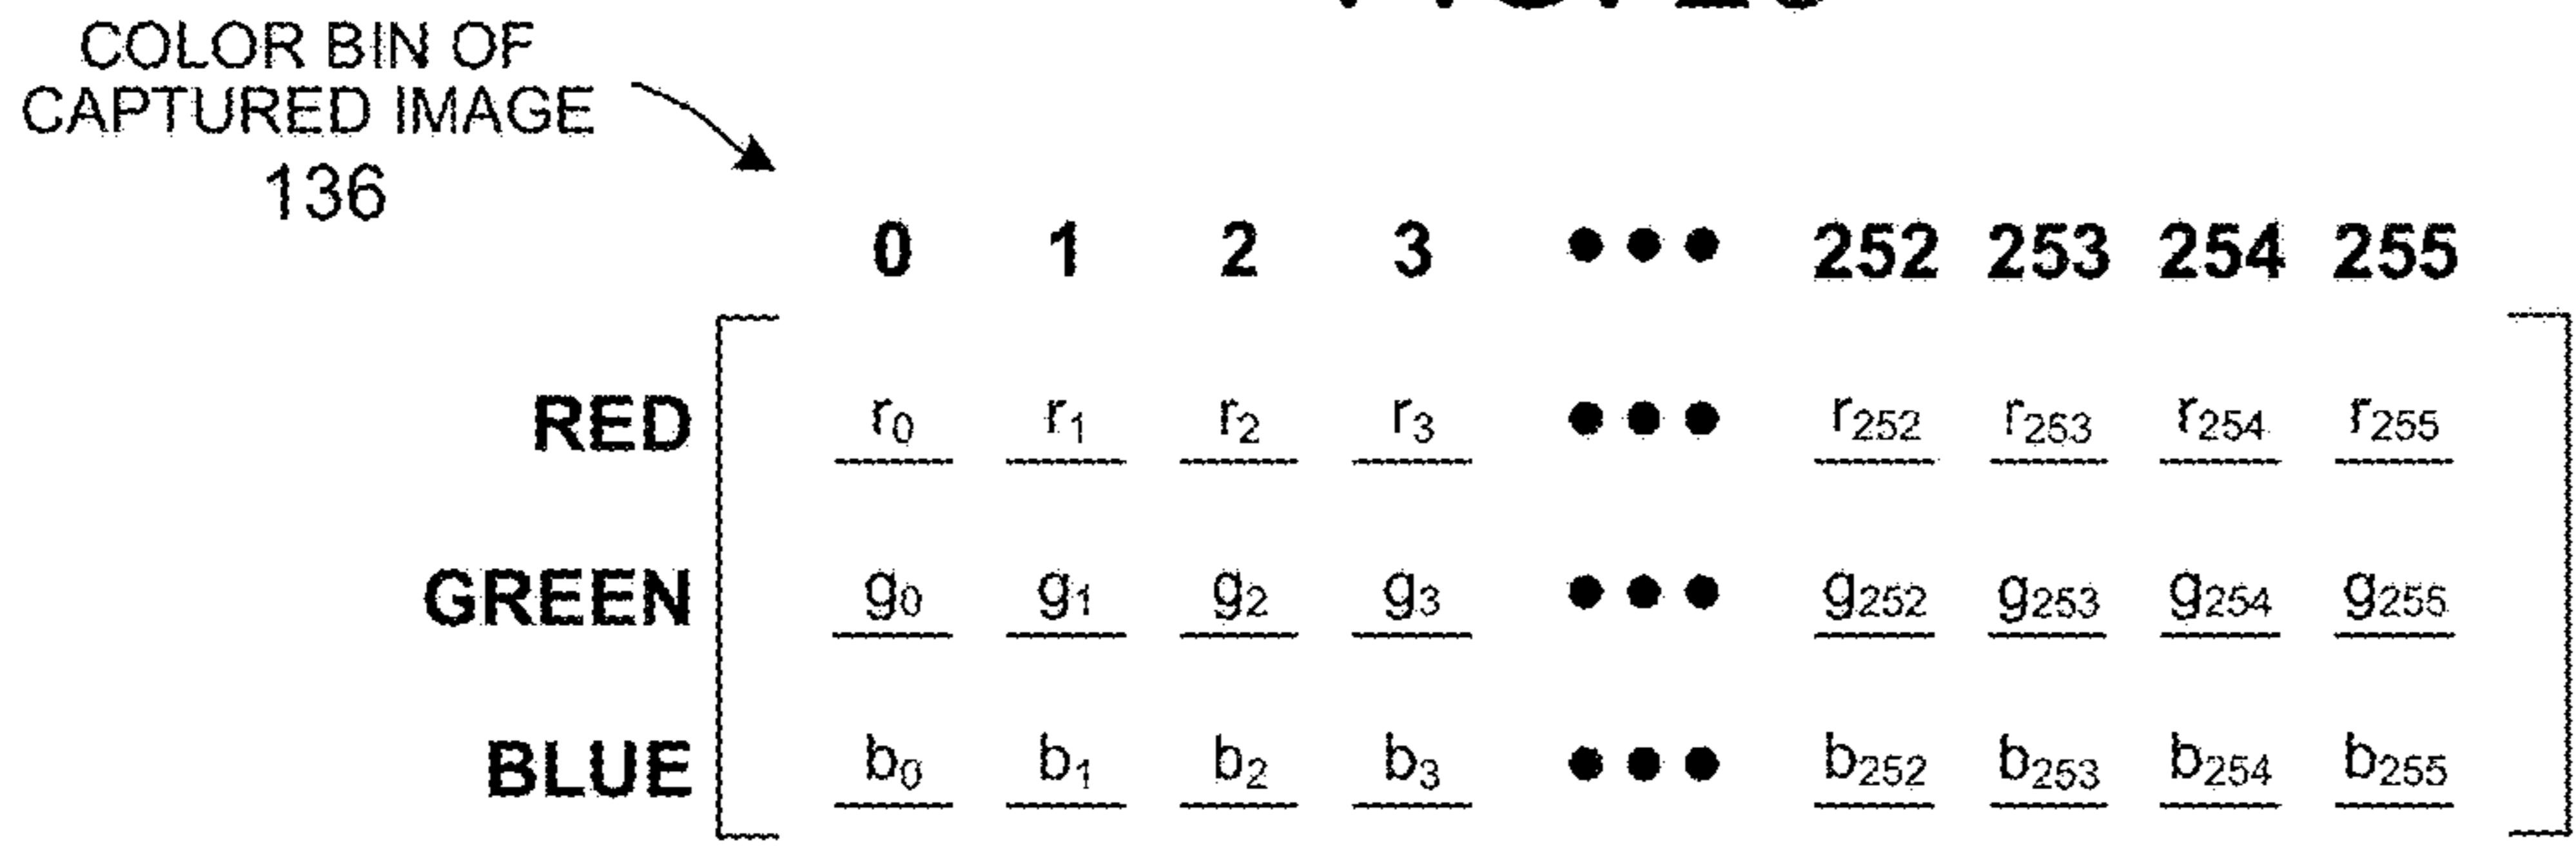 COLOR BIN OF
CAPTURED IMAGE
136
0 1 2 3 ●●● 252 253 254 255
RED r₀ r₁ r₂ r₃ ●●● r₂₅₂ r₂₅₃ r₂₅₄ r₂₅₅
GREEN g₀ g₁ g₂ g₃ ●●● g₂₅₂ g₂₅₃ g₂₅₄ g₂₅₅
BLUE b₀ b₁ b₂ b₃ ●●● b₂₅₂ b₂₅₃ b₂₅₄ b₂₅₅